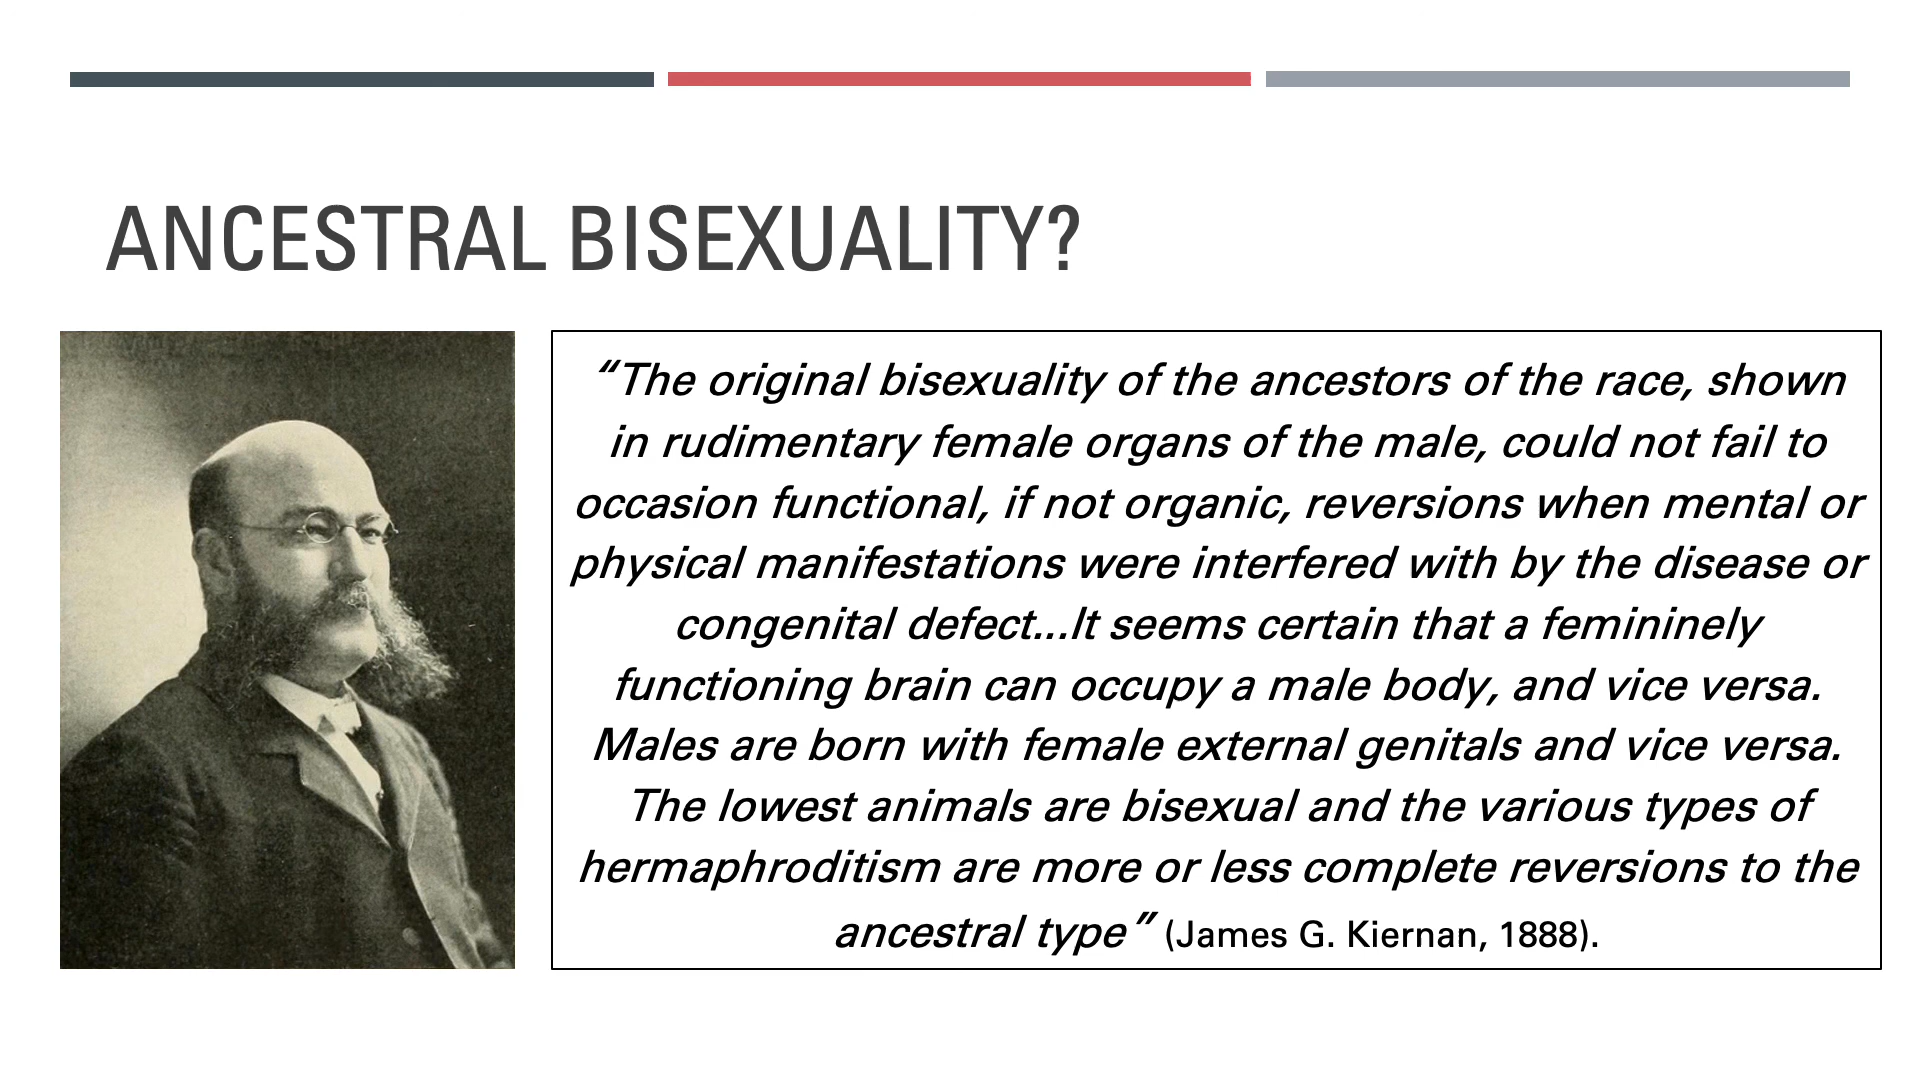 ANCESTRAL BISEXUALITY?
“The original bisexuality of the ancestors of the race, shown
in rudimentary female organs of the male, could not fail to
occasion functional, if not organic, reversions when mental or
physical manifestations were interfered with by the disease or
congenital defect...It seems certain that a femininely
functioning brain can occupy a male body, and vice versa.
Males are born with female external genitals and vice versa.
The lowest animals are bisexual and the various types of
hermaphroditism are more or less complete reversions to the
ancestral type” (James G. Kiernan, 1888).